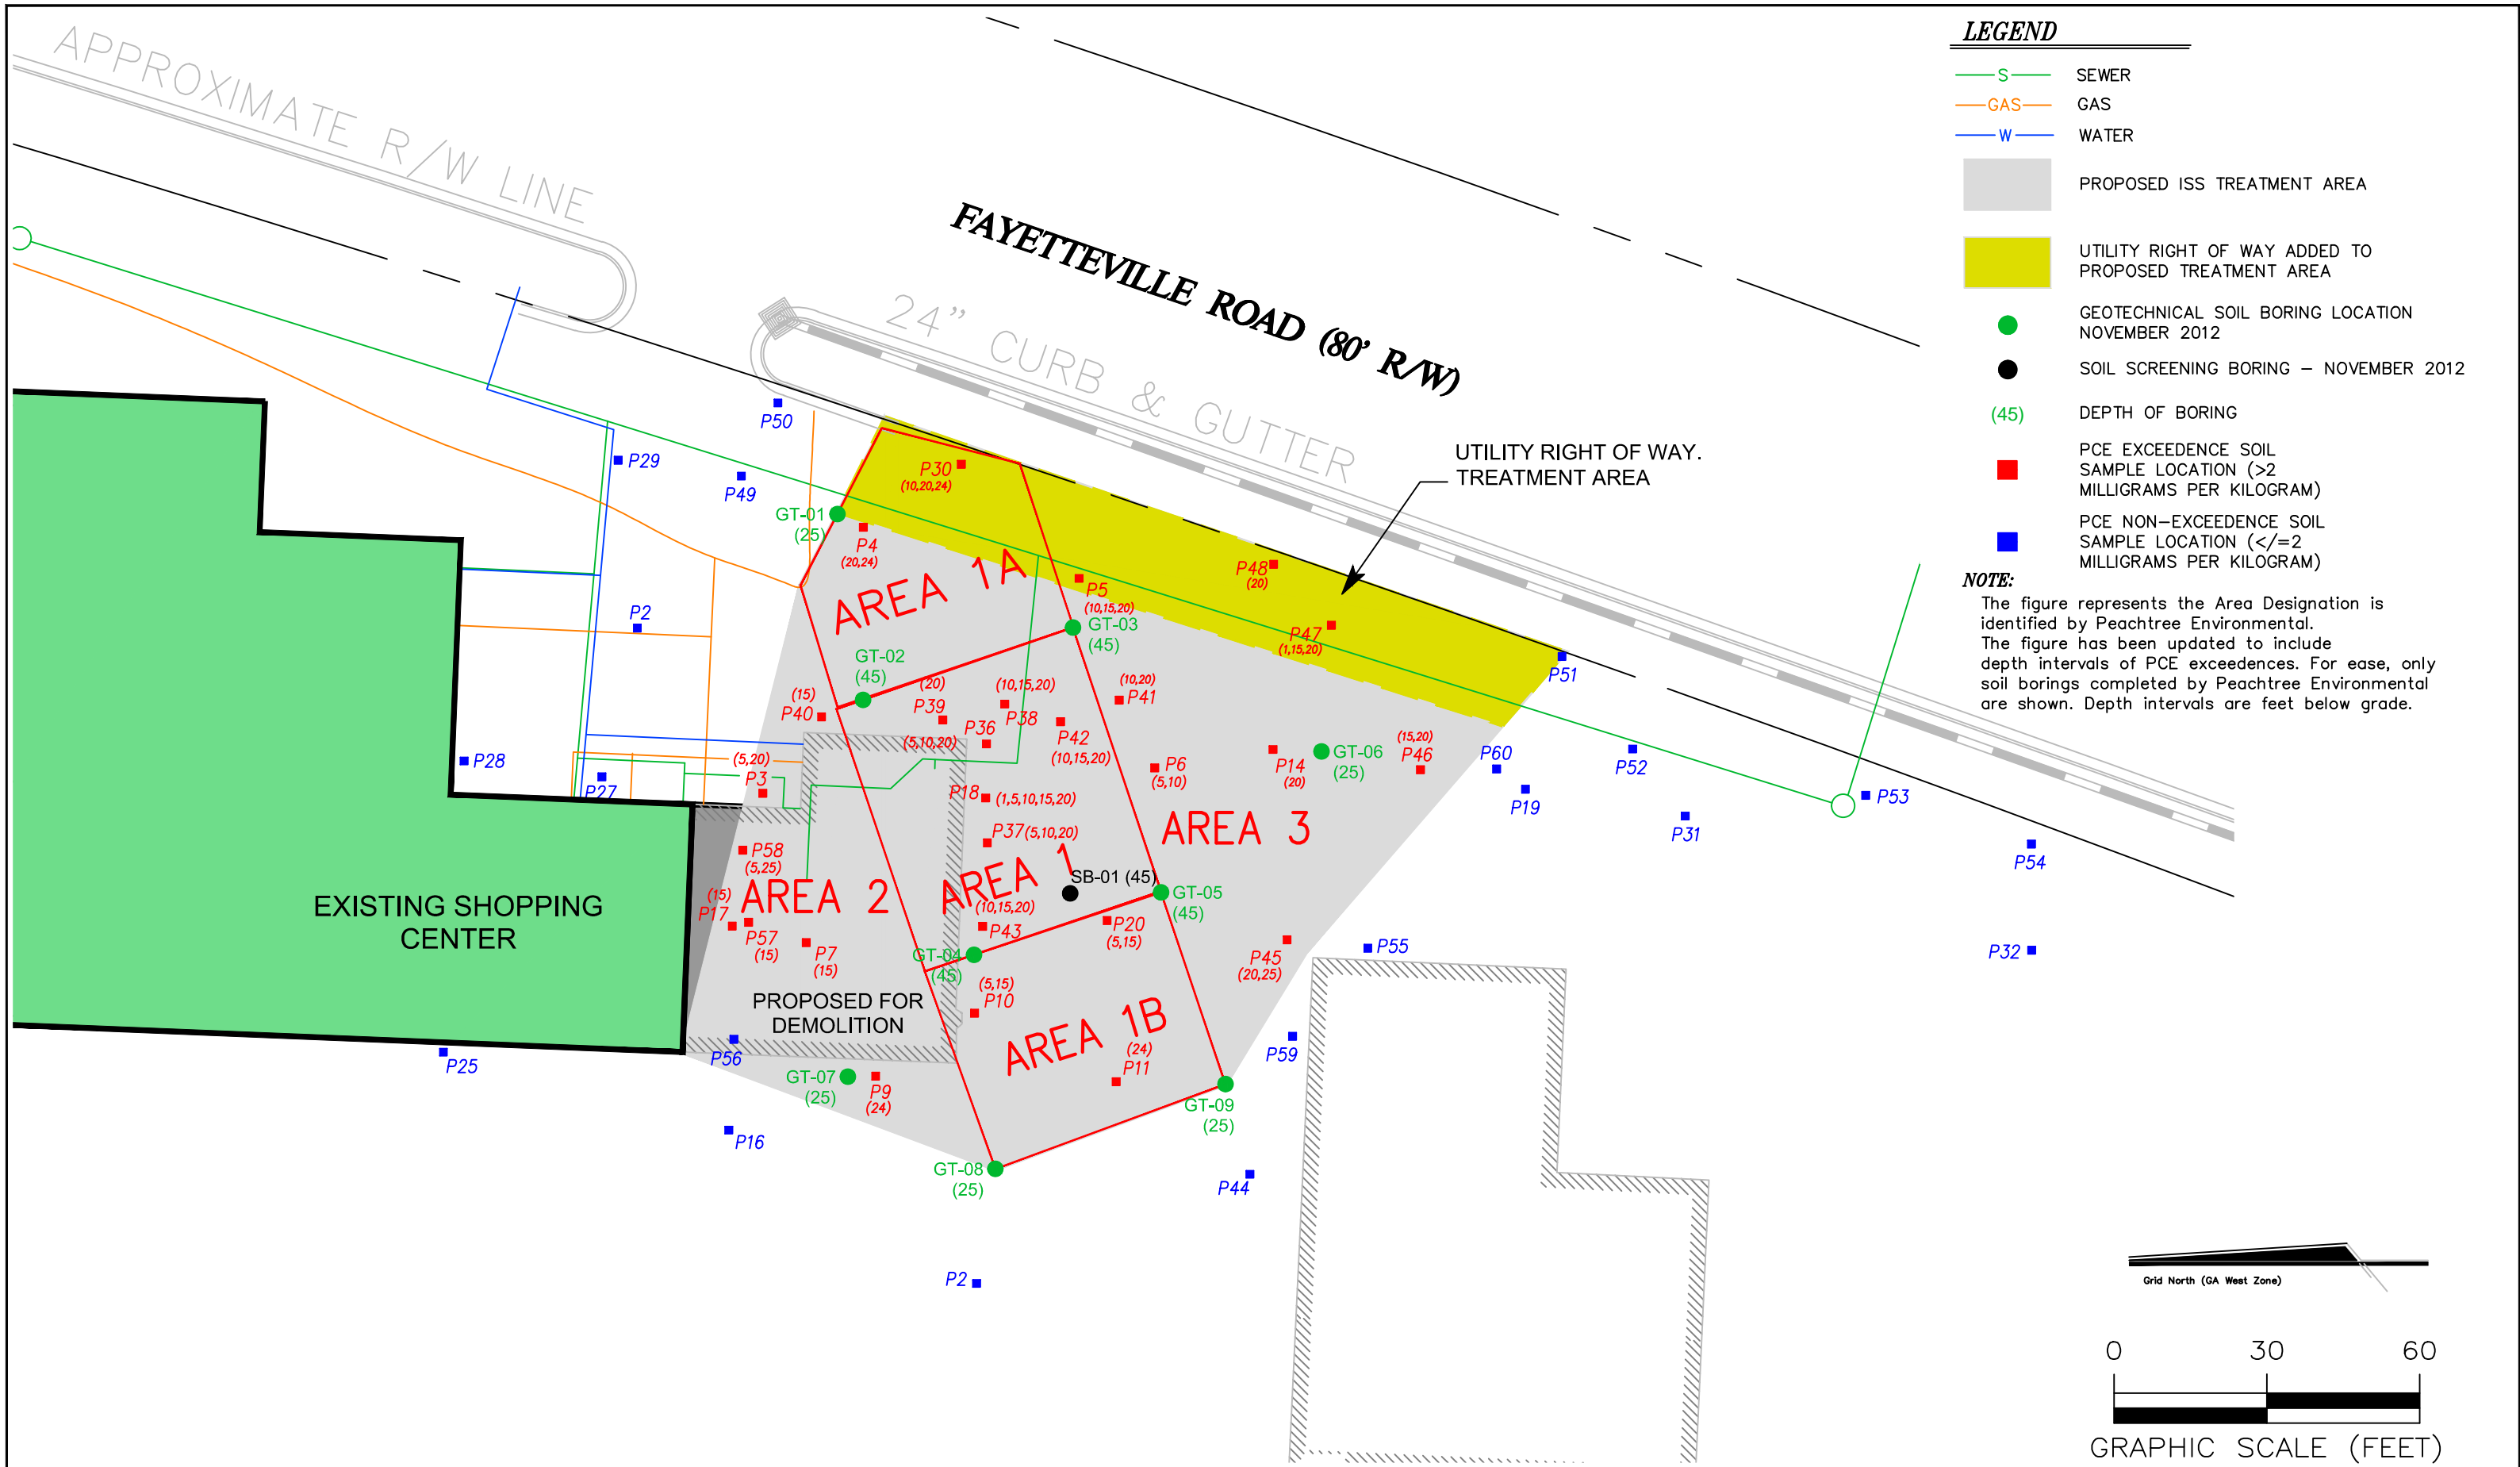 APPROXIMATE R/W LINE
FAYETTEVILLE ROAD (80' R/W)
24" CURB & GUTTER
UTILITY RIGHT OF WAY.
TREATMENT AREA
P50
P29
P49
P30
(10,20,24)
GT-01
(25)
P4
(20,24)
AREA 1A
P5
(10,15,20)
GT-03
(45)
P48
(20)
P47
(1,15,20)
P51
P2
GT-02
(45)
(15)
P40
(20)
P39
(10,15,20)
P38
(10,20)
P41
P36
(5,10,20)
P42
(10,15,20)
P6
(5,10)
P14
(20)
GT-06
(25)
(15,20)
P46
P60
P19
P52
P31
P53
P54
P32
P28
P27
(5,20)
P3
P18
(1,5,10,15,20)
P37
(5,10,20)
AREA 3
AREA 1
SB-01 (45)
GT-05
(45)
P58
(5,25)
AREA 2
(15)
P17
P57
(15)
P7
(15)
(10,15,20)
P43
P20
(5,15)
GT-04
(45)
P45
(20,25)
P55
EXISTING SHOPPING
CENTER
PROPOSED FOR
DEMOLITION
(5,15)
P10
AREA 1B
(24)
P11
P59
P56
P25
GT-07
(25)
P9
(24)
GT-09
(25)
P16
GT-08
(25)
P44
P2
LEGEND
S
SEWER
GAS
GAS
W
WATER
PROPOSED ISS TREATMENT AREA
UTILITY RIGHT OF WAY ADDED TO
PROPOSED TREATMENT AREA
GEOTECHNICAL SOIL BORING LOCATION
NOVEMBER 2012
SOIL SCREENING BORING – NOVEMBER 2012
(45)
DEPTH OF BORING
PCE EXCEEDENCE SOIL
SAMPLE LOCATION (>2
MILLIGRAMS PER KILOGRAM)
PCE NON–EXCEEDENCE SOIL
SAMPLE LOCATION (</=2
MILLIGRAMS PER KILOGRAM)
NOTE:
The figure represents the Area Designation is
identified by Peachtree Environmental.
The figure has been updated to include
depth intervals of PCE exceedences. For ease, only
soil borings completed by Peachtree Environmental
are shown. Depth intervals are feet below grade.
Grid North (GA West Zone)
0 30 60
GRAPHIC SCALE (FEET)